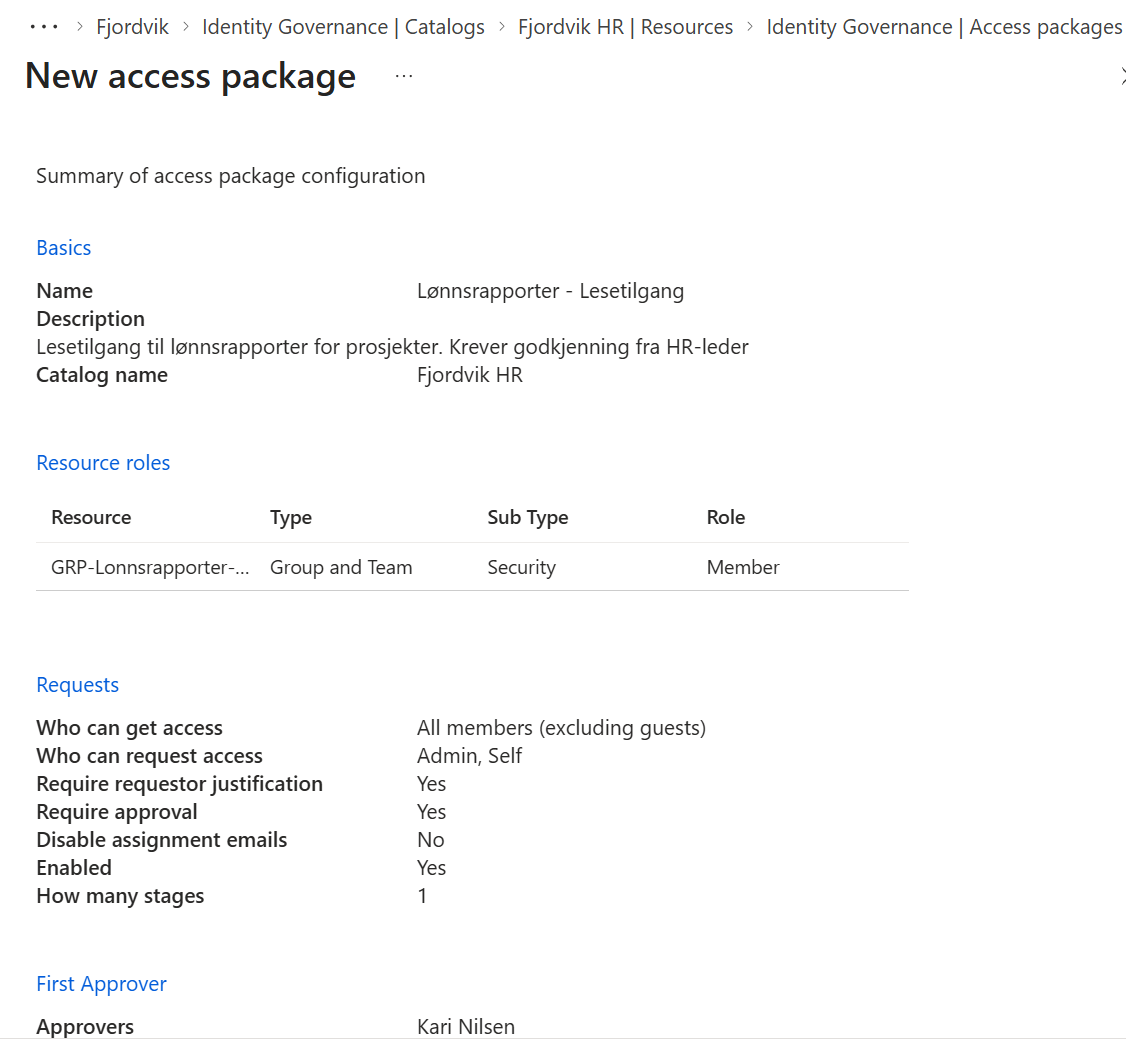 ··· > Fjordvik > Identity Governance | Catalogs > Fjordvik HR | Resources > Identity Governance | Access packages
New access package ···
Summary of access package configuration
Basics
Name Lønnsrapporter - Lesetilgang
Description
Lesetilgang til lønnsrapporter for prosjekter. Krever godkjenning fra HR-leder
Catalog name Fjordvik HR
Resource roles
Resource Type Sub Type Role
GRP-Lonnsrapporter-... Group and Team Security Member
Requests
Who can get access All members (excluding guests)
Who can request access Admin, Self
Require requestor justification Yes
Require approval Yes
Disable assignment emails No
Enabled Yes
How many stages 1
First Approver
Approvers Kari Nilsen